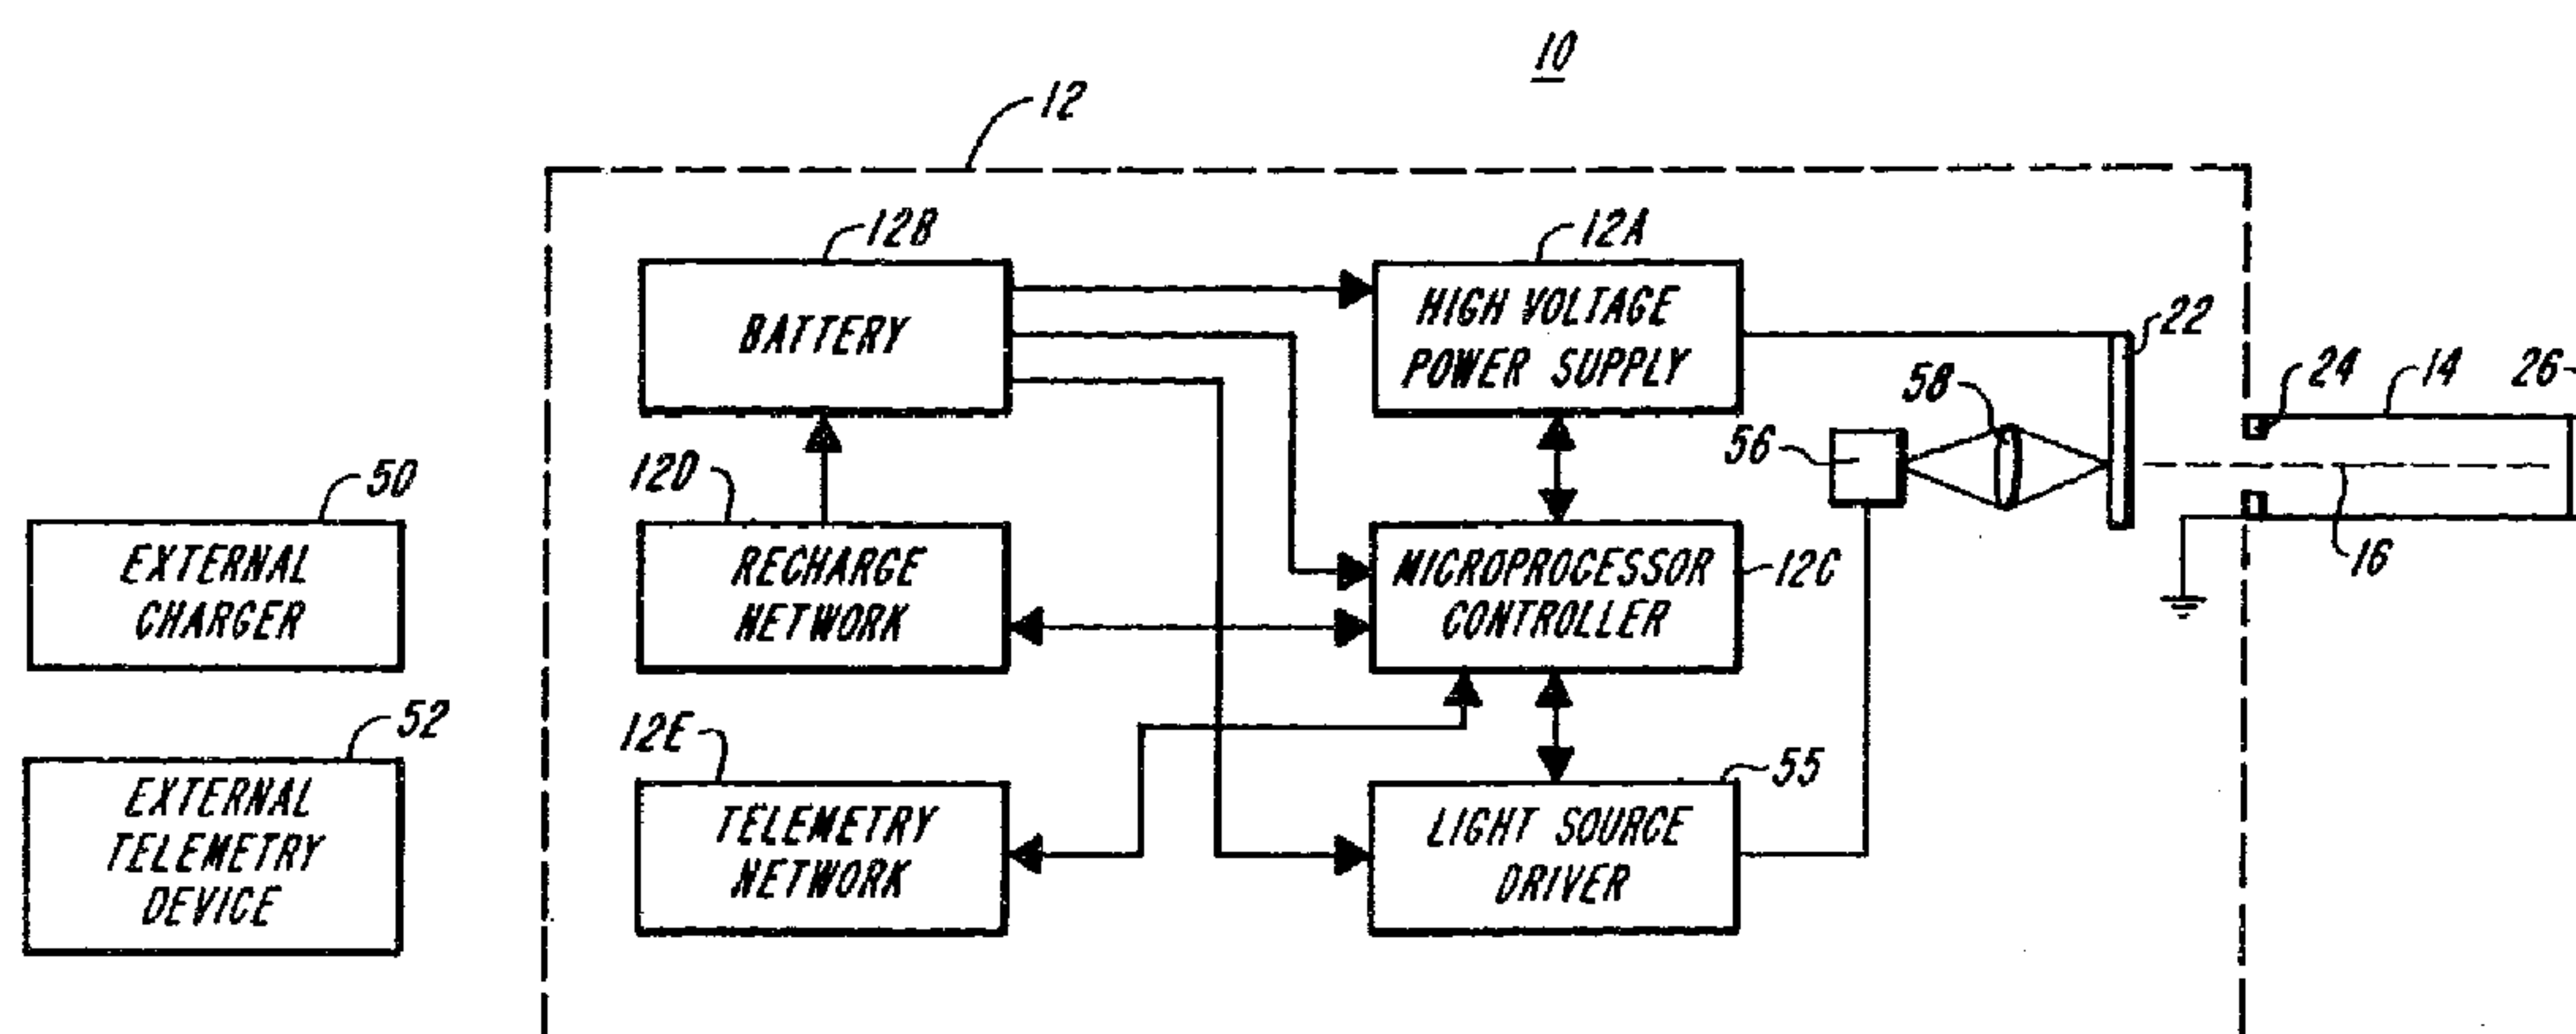 10
12
12B
12A
BATTERY
HIGH VOLTAGE
POWER SUPPLY
22
58
24
14
26
56
50
12D
EXTERNAL
CHARGER
RECHARGE
NETWORK
MICROPROCESSOR
CONTROLLER
12C
16
52
12E
55
EXTERNAL
TELEMETRY
DEVICE
TELEMETRY
NETWORK
LIGHT SOURCE
DRIVER